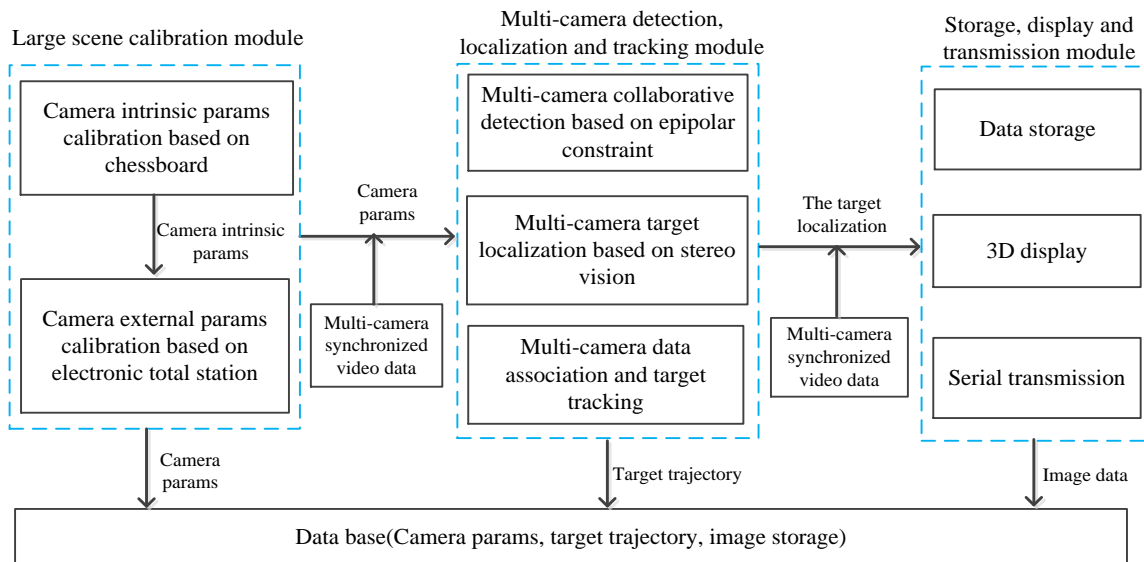 Large scene calibration module
Camera intrinsic params
calibration based on
chessboard
Camera intrinsic
params
Camera external params
calibration based on
electronic total station
Camera
params
Multi-camera
synchronized
video data
Multi-camera detection,
localization and tracking module
Multi-camera collaborative
detection based on epipolar
constraint
Multi-camera target
localization based on stereo
vision
Multi-camera data
association and target
tracking
The target
localization
Multi-camera
synchronized
video data
Storage, display and
transmission module
Data storage
3D display
Serial transmission
Camera
params
Target trajectory
Image data
Data base(Camera params, target trajectory, image storage)